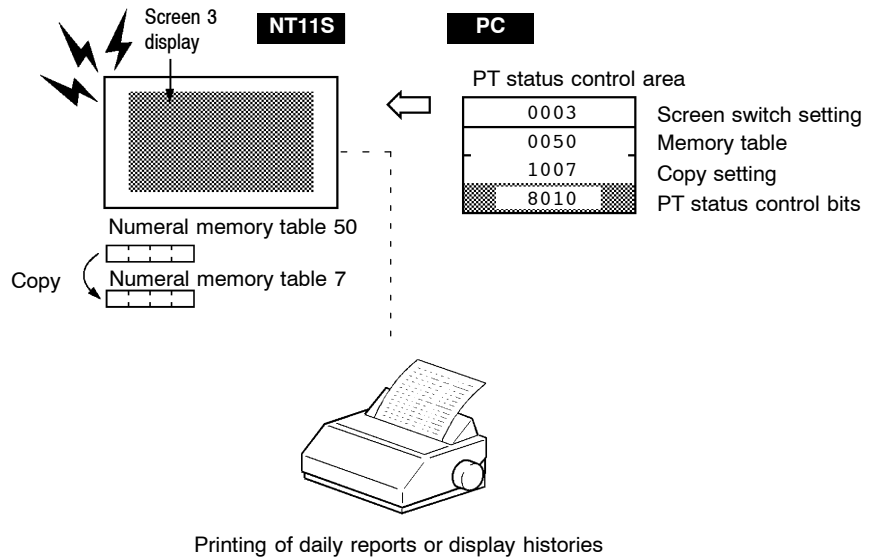 Screen 3
display
NT11S
PC
PT status control area
0003
Screen switch setting
0050
Memory table
1007
Copy setting
8010
PT status control bits
Numeral memory table 50
Copy
Numeral memory table 7
Printing of daily reports or display histories